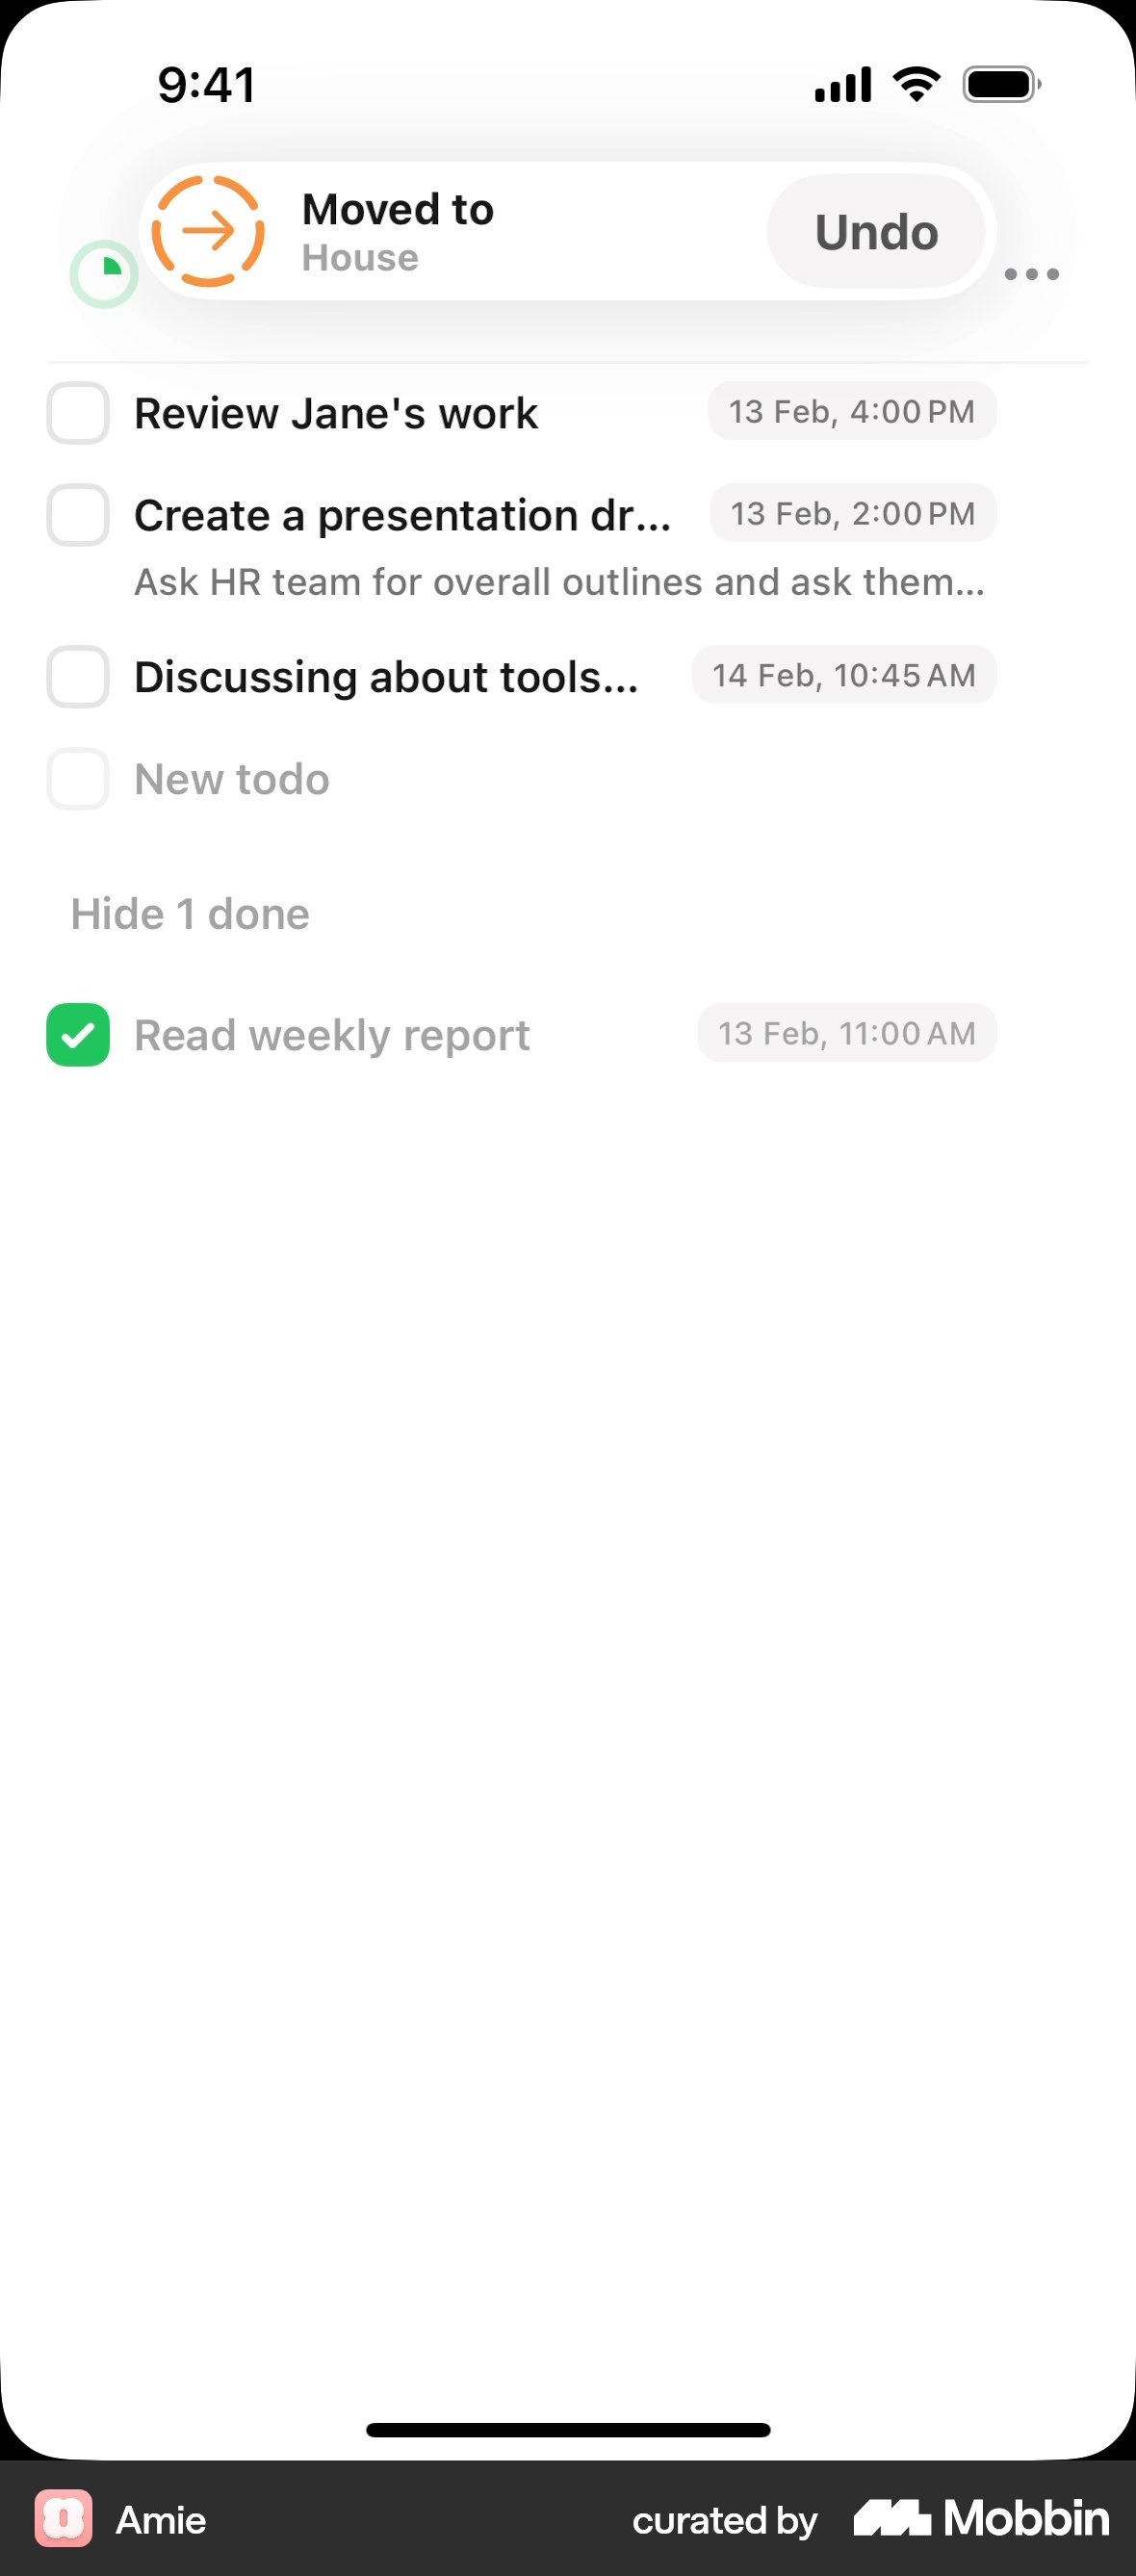 9:41
Moved to
House
Undo
Review Jane's work
13 Feb, 4:00 PM
Create a presentation dr...
13 Feb, 2:00 PM
Ask HR team for overall outlines and ask them...
Discussing about tools...
14 Feb, 10:45 AM
New todo
Hide 1 done
Read weekly report
13 Feb, 11:00 AM
Amie
curated by
Mobbin